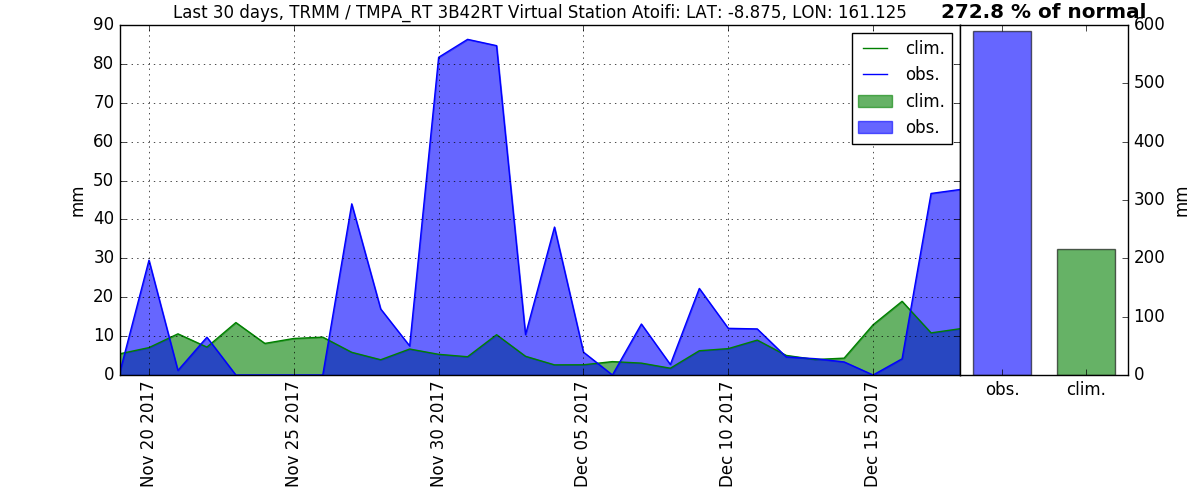 Last 30 days, TRMM / TMPA_RT 3B42RT Virtual Station Atoifi: LAT: -8.875, LON: 161.125
272.8 % of normal
90
80
70
60
50
40
30
20
10
0
mm
clim.
obs.
clim.
obs.
Nov 20 2017
Nov 25 2017
Nov 30 2017
Dec 05 2017
Dec 10 2017
Dec 15 2017
600
500
400
300
200
100
0
mm
obs.
clim.